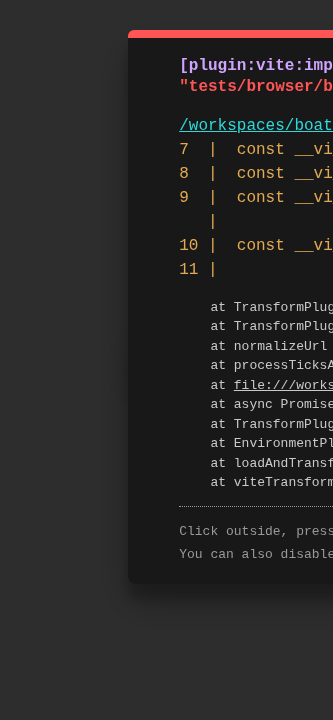 [plugin:vite:imp
"tests/browser/b
/workspaces/boat
7 | const __vi
8 | const __vi
9 | const __vi
|
10 | const __vi
11 |
at TransformPlug
at TransformPlug
at normalizeUrl
at processTicksA
at file:///works
at async Promise
at TransformPlug
at EnvironmentPl
at loadAndTransf
at viteTransform
Click outside, press
You can also disable